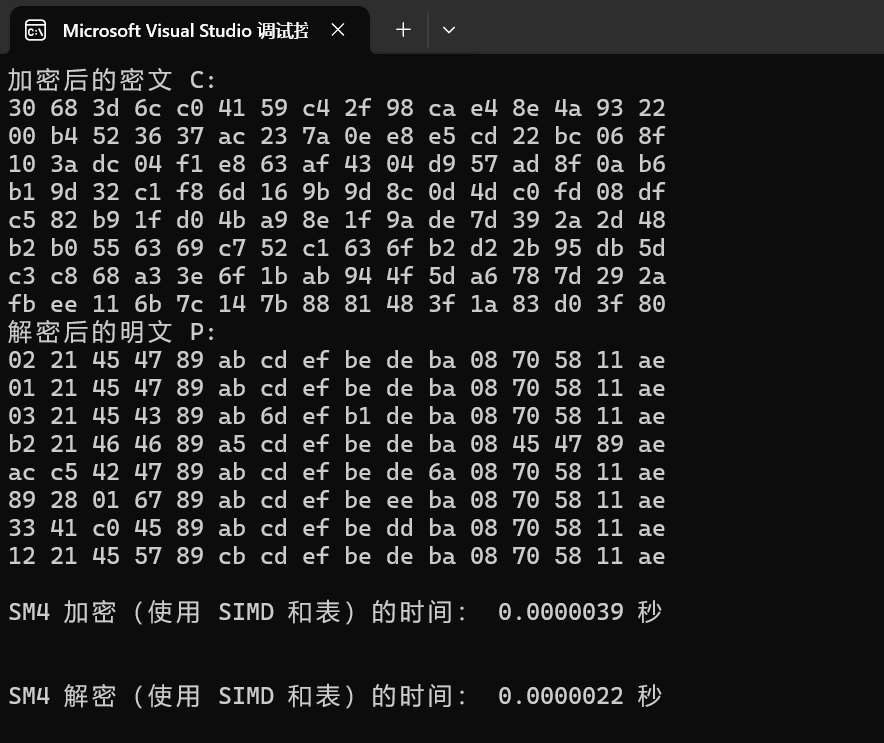 Microsoft Visual Studio 调试控
加密后的密文 C:
30 68 3d 6c c0 41 59 c4 2f 98 ca e4 8e 4a 93 22
00 b4 52 36 37 ac 23 7a 0e e8 e5 cd 22 bc 06 8f
10 3a dc 04 f1 e8 63 af 43 04 d9 57 ad 8f 0a b6
b1 9d 32 c1 f8 6d 16 9b 9d 8c 0d 4d c0 fd 08 df
c5 82 b9 1f d0 4b a9 8e 1f 9a de 7d 39 2a 2d 48
b2 b0 55 63 69 c7 52 c1 63 6f b2 d2 2b 95 db 5d
c3 c8 68 a3 3e 6f 1b ab 94 4f 5d a6 78 7d 29 2a
fb ee 11 6b 7c 14 7b 88 81 48 3f 1a 83 d0 3f 80
解密后的明文 P:
02 21 45 47 89 ab cd ef be de ba 08 70 58 11 ae
01 21 45 47 89 ab cd ef be de ba 08 70 58 11 ae
03 21 45 43 89 ab 6d ef b1 de ba 08 70 58 11 ae
b2 21 46 46 89 a5 cd ef be de ba 08 45 47 89 ae
ac c5 42 47 89 ab cd ef be de 6a 08 70 58 11 ae
89 28 01 67 89 ab cd ef be ee ba 08 70 58 11 ae
33 41 c0 45 89 ab cd ef be dd ba 08 70 58 11 ae
12 21 45 57 89 cb cd ef be de ba 08 70 58 11 ae
SM4 加密（使用 SIMD 和表）的时间： 0.0000039 秒
SM4 解密（使用 SIMD 和表）的时间： 0.0000022 秒